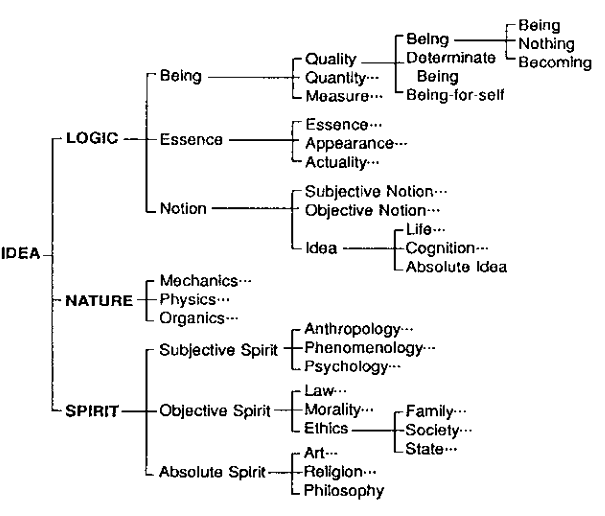 Being
Being
Nothing
Quality
Determinate
Being
Becoming
Being
Quantity···
Measure···
Being-for-self
Essence···
LOGIC
Essence
Appearance···
Actuality···
Subjective Notion···
Notion
Objective Notion···
Life···
IDEA
Idea
Cognition···
Absolute Idea
Mechanics···
NATURE
Physics···
Organics···
Anthropology···
Subjective Spirit
Phenomenology···
Psychology···
Law···
SPIRIT
Objective Spirit
Morality···
Family···
Ethics
Society···
State···
Art···
Absolute Spirit
Religion···
Philosophy